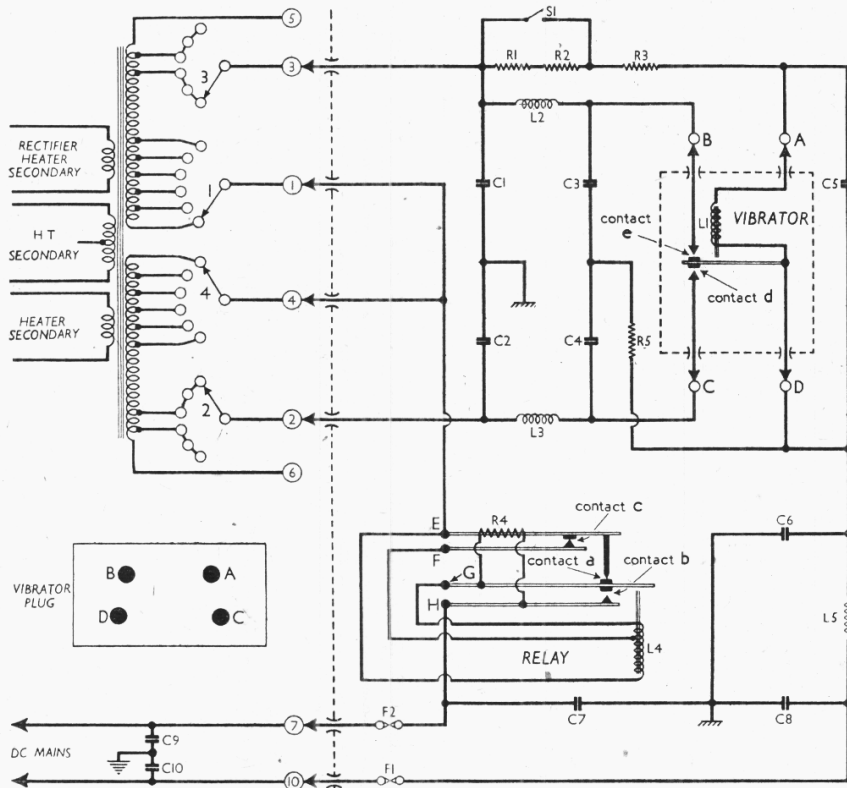 5
S1
3
3
R1
R2
R3
L2
B
A
RECTIFIER
HEATER
SECONDARY
1
1
C1
C3
C5
L1
VIBRATOR
contact
e
H T
SECONDARY
contact d
4
4
HEATER
SECONDARY
C2
C4
R5
C
D
2
2
L3
6
E
R4
contact c
C6
F
contact a
contact b
G
H
B
A
VIBRATOR
PLUG
D
C
L4
L5
RELAY
7
F2
C7
C8
C9
DC MAINS
C10
10
F1